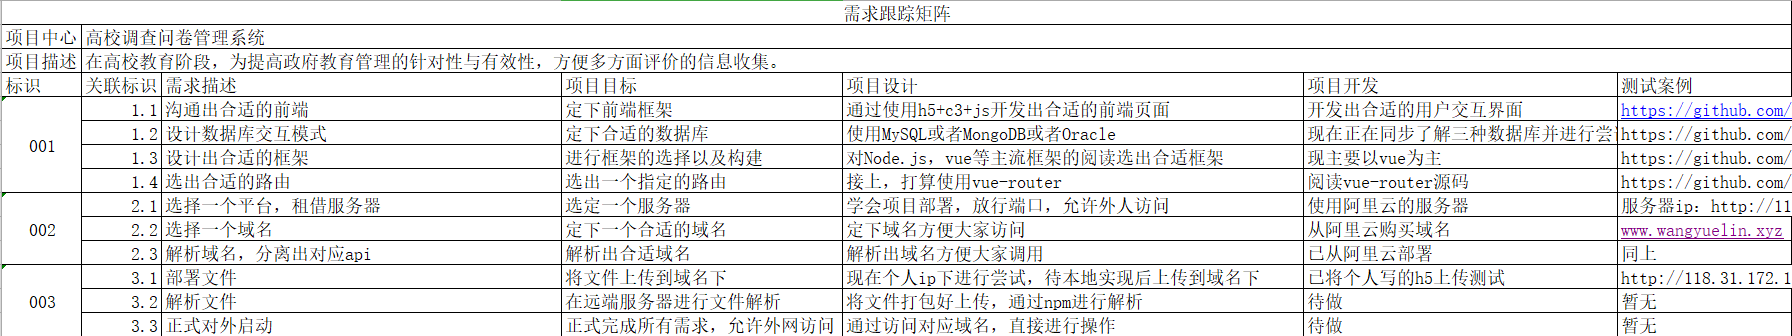 需求跟踪矩阵
项目中心 高校调查问卷管理系统
项目描述 在高校教育阶段，为提高政府教育管理的针对性与有效性，方便多方面评价的信息收集。
标识 关联标识 需求描述 项目目标 项目设计 项目开发 测试案例
1.1 沟通出合适的前端 定下前端框架 通过使用h5+c3+js开发出合适的前端页面 开发出合适的用户交互界面 https://github.com/
1.2 设计数据库交互模式 定下合适的数据库 使用MySQL或者MongoDB或者Oracle 现在正在同步了解三种数据库并进行尝 https://github.com/
001
1.3 设计出合适的框架 进行框架的选择以及构建 对Node.js，vue等主流框架的阅读选出合适框架 现主要以vue为主 https://github.com/
1.4 选出合适的路由 选出一个指定的路由 接上，打算使用vue-router 阅读vue-router源码 https://github.com/
2.1 选择一个平台，租借服务器 选定一个服务器 学会项目部署，放行端口，允许外人访问 使用阿里云的服务器 服务器ip：http://11
002 2.2 选择一个域名 定下一个合适的域名 定下域名方便大家访问 从阿里云购买域名 www.wangyuelin.xyz
2.3 解析域名，分离出对应api 解析出合适域名 解析出域名方便大家调用 已从阿里云部署 同上
3.1 部署文件 将文件上传到域名下 现在个人ip下进行尝试，待本地实现后上传到域名下 已将个人写的h5上传测试 http://118.31.172.1
003 3.2 解析文件 在远端服务器进行文件解析 将文件打包好上传，通过npm进行解析 待做 暂无
3.3 正式对外启动 正式完成所有需求，允许外网访问 通过访问对应域名，直接进行操作 待做 暂无